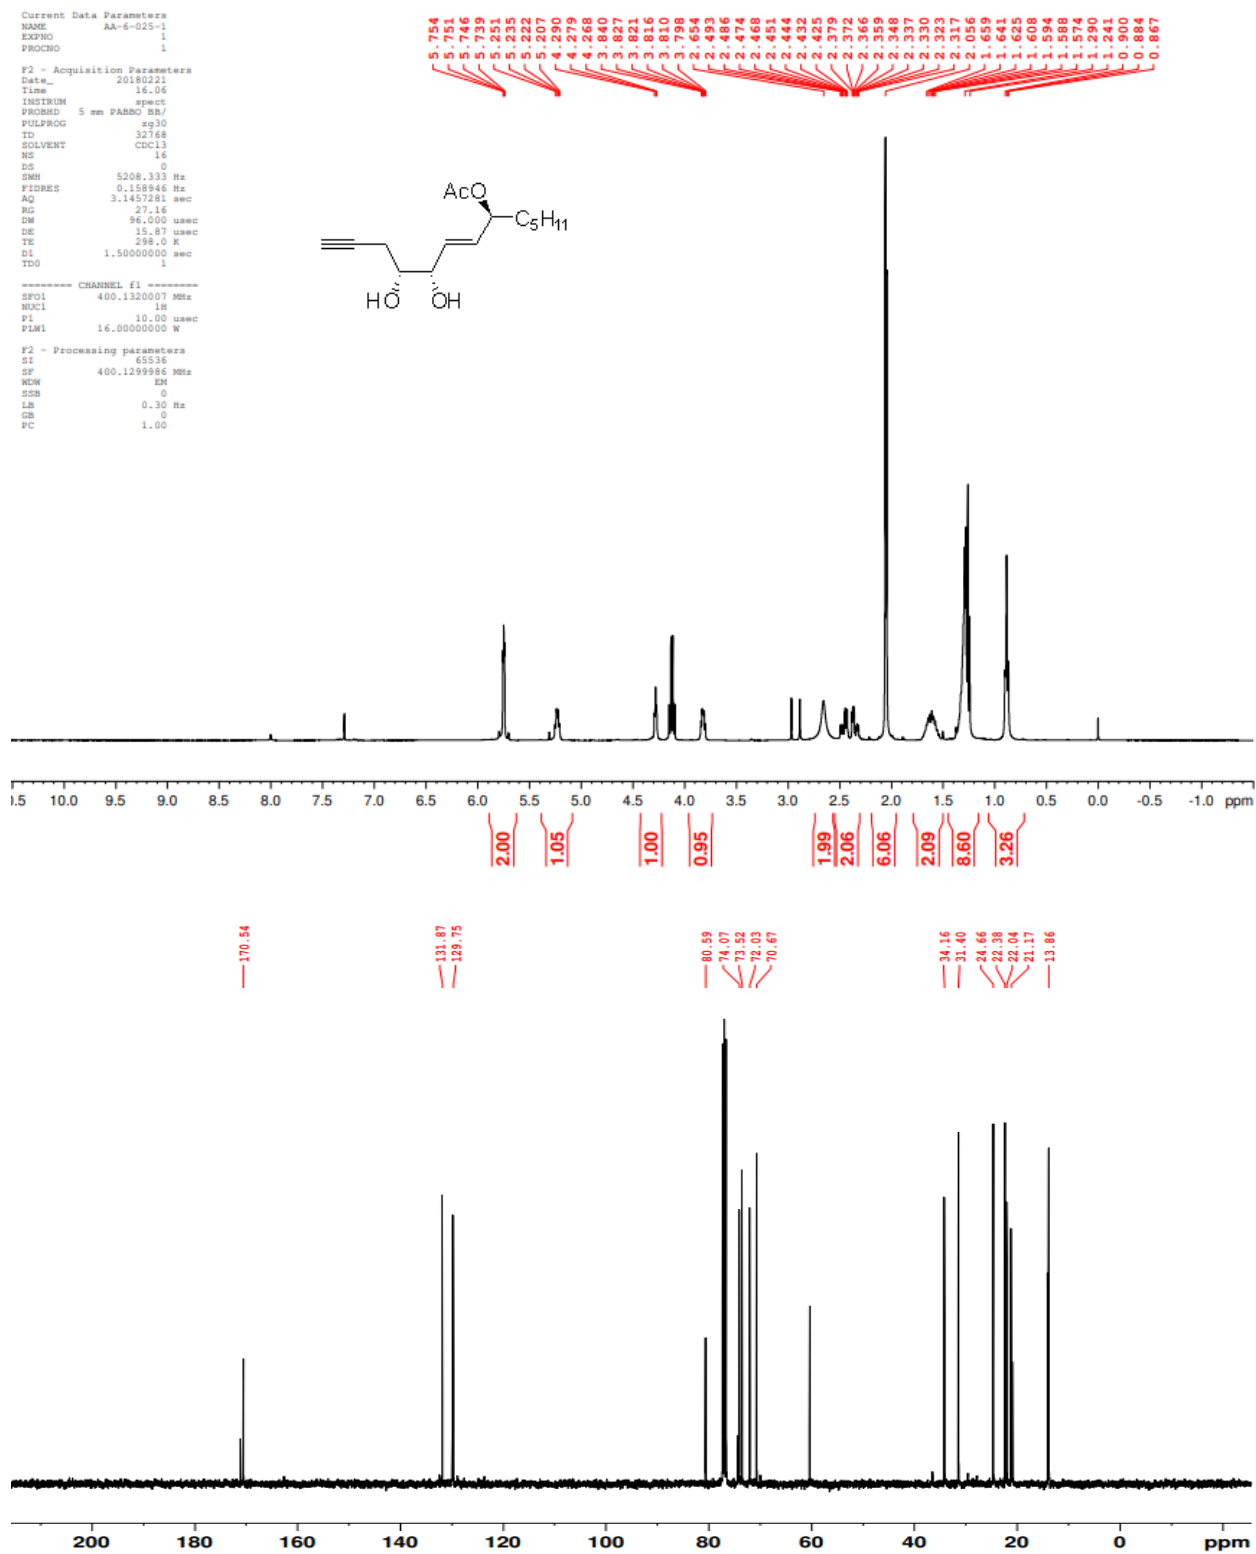 Current Data Parameters
NAME AA-6-025-1
EXPNO 1
PROCNO 1
F2 - Acquisition Parameters
Date_ 20180221
Time 16.06
INSTRUM spect
PROBHD 5 mm PABBO BB/
PULPROG zg30
TD 32768
SOLVENT CDCl3
NS 16
DS 0
SWH 5208.333 Hz
FIDRES 0.158946 Hz
AQ 3.1457281 sec
RG 27.16
DW 96.000 usec
DE 15.87 usec
TE 298.0 K
D1 1.50000000 sec
TD0 1
======== CHANNEL f1 ========
SFO1 400.1320007 MHz
NUC1 1H
P1 10.00 usec
PLW1 16.00000000 W
F2 - Processing parameters
SI 65536
SF 400.1299986 MHz
WDW EM
SSB 0
LB 0.30 Hz
GB 0
PC 1.00
5.754
5.751
5.746
5.739
5.251
5.235
5.222
5.207
4.290
4.279
4.268
3.840
3.827
3.821
3.816
3.810
3.798
2.654
2.493
2.486
2.474
2.468
2.451
2.444
2.432
2.425
2.379
2.372
2.366
2.359
2.348
2.337
2.330
2.323
2.317
2.056
1.659
1.641
1.625
1.608
1.594
1.588
1.574
1.290
1.241
0.900
0.884
0.867
AcO
C5H11
HO OH
.5 10.0 9.5 9.0 8.5 8.0 7.5 7.0 6.5 6.0 5.5 5.0 4.5 4.0 3.5 3.0 2.5 2.0 1.5 1.0 0.5 0.0 -0.5 -1.0 ppm
2.00
1.05
1.00
0.95
1.99
2.06
6.06
2.09
8.60
3.26
170.54
131.87
129.75
80.59
74.07
73.52
72.03
70.67
34.16
31.40
24.66
22.38
22.04
21.17
13.86
200 180 160 140 120 100 80 60 40 20 0 ppm